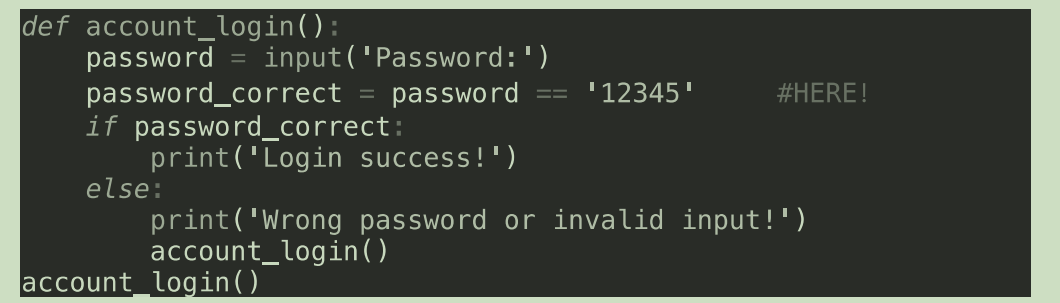 def account_login():
    password = input('Password:')
    password_correct = password == '12345'     #HERE!
    if password_correct:
        print('Login success!')
    else:
        print('Wrong password or invalid input!')
        account_login()
account_login()